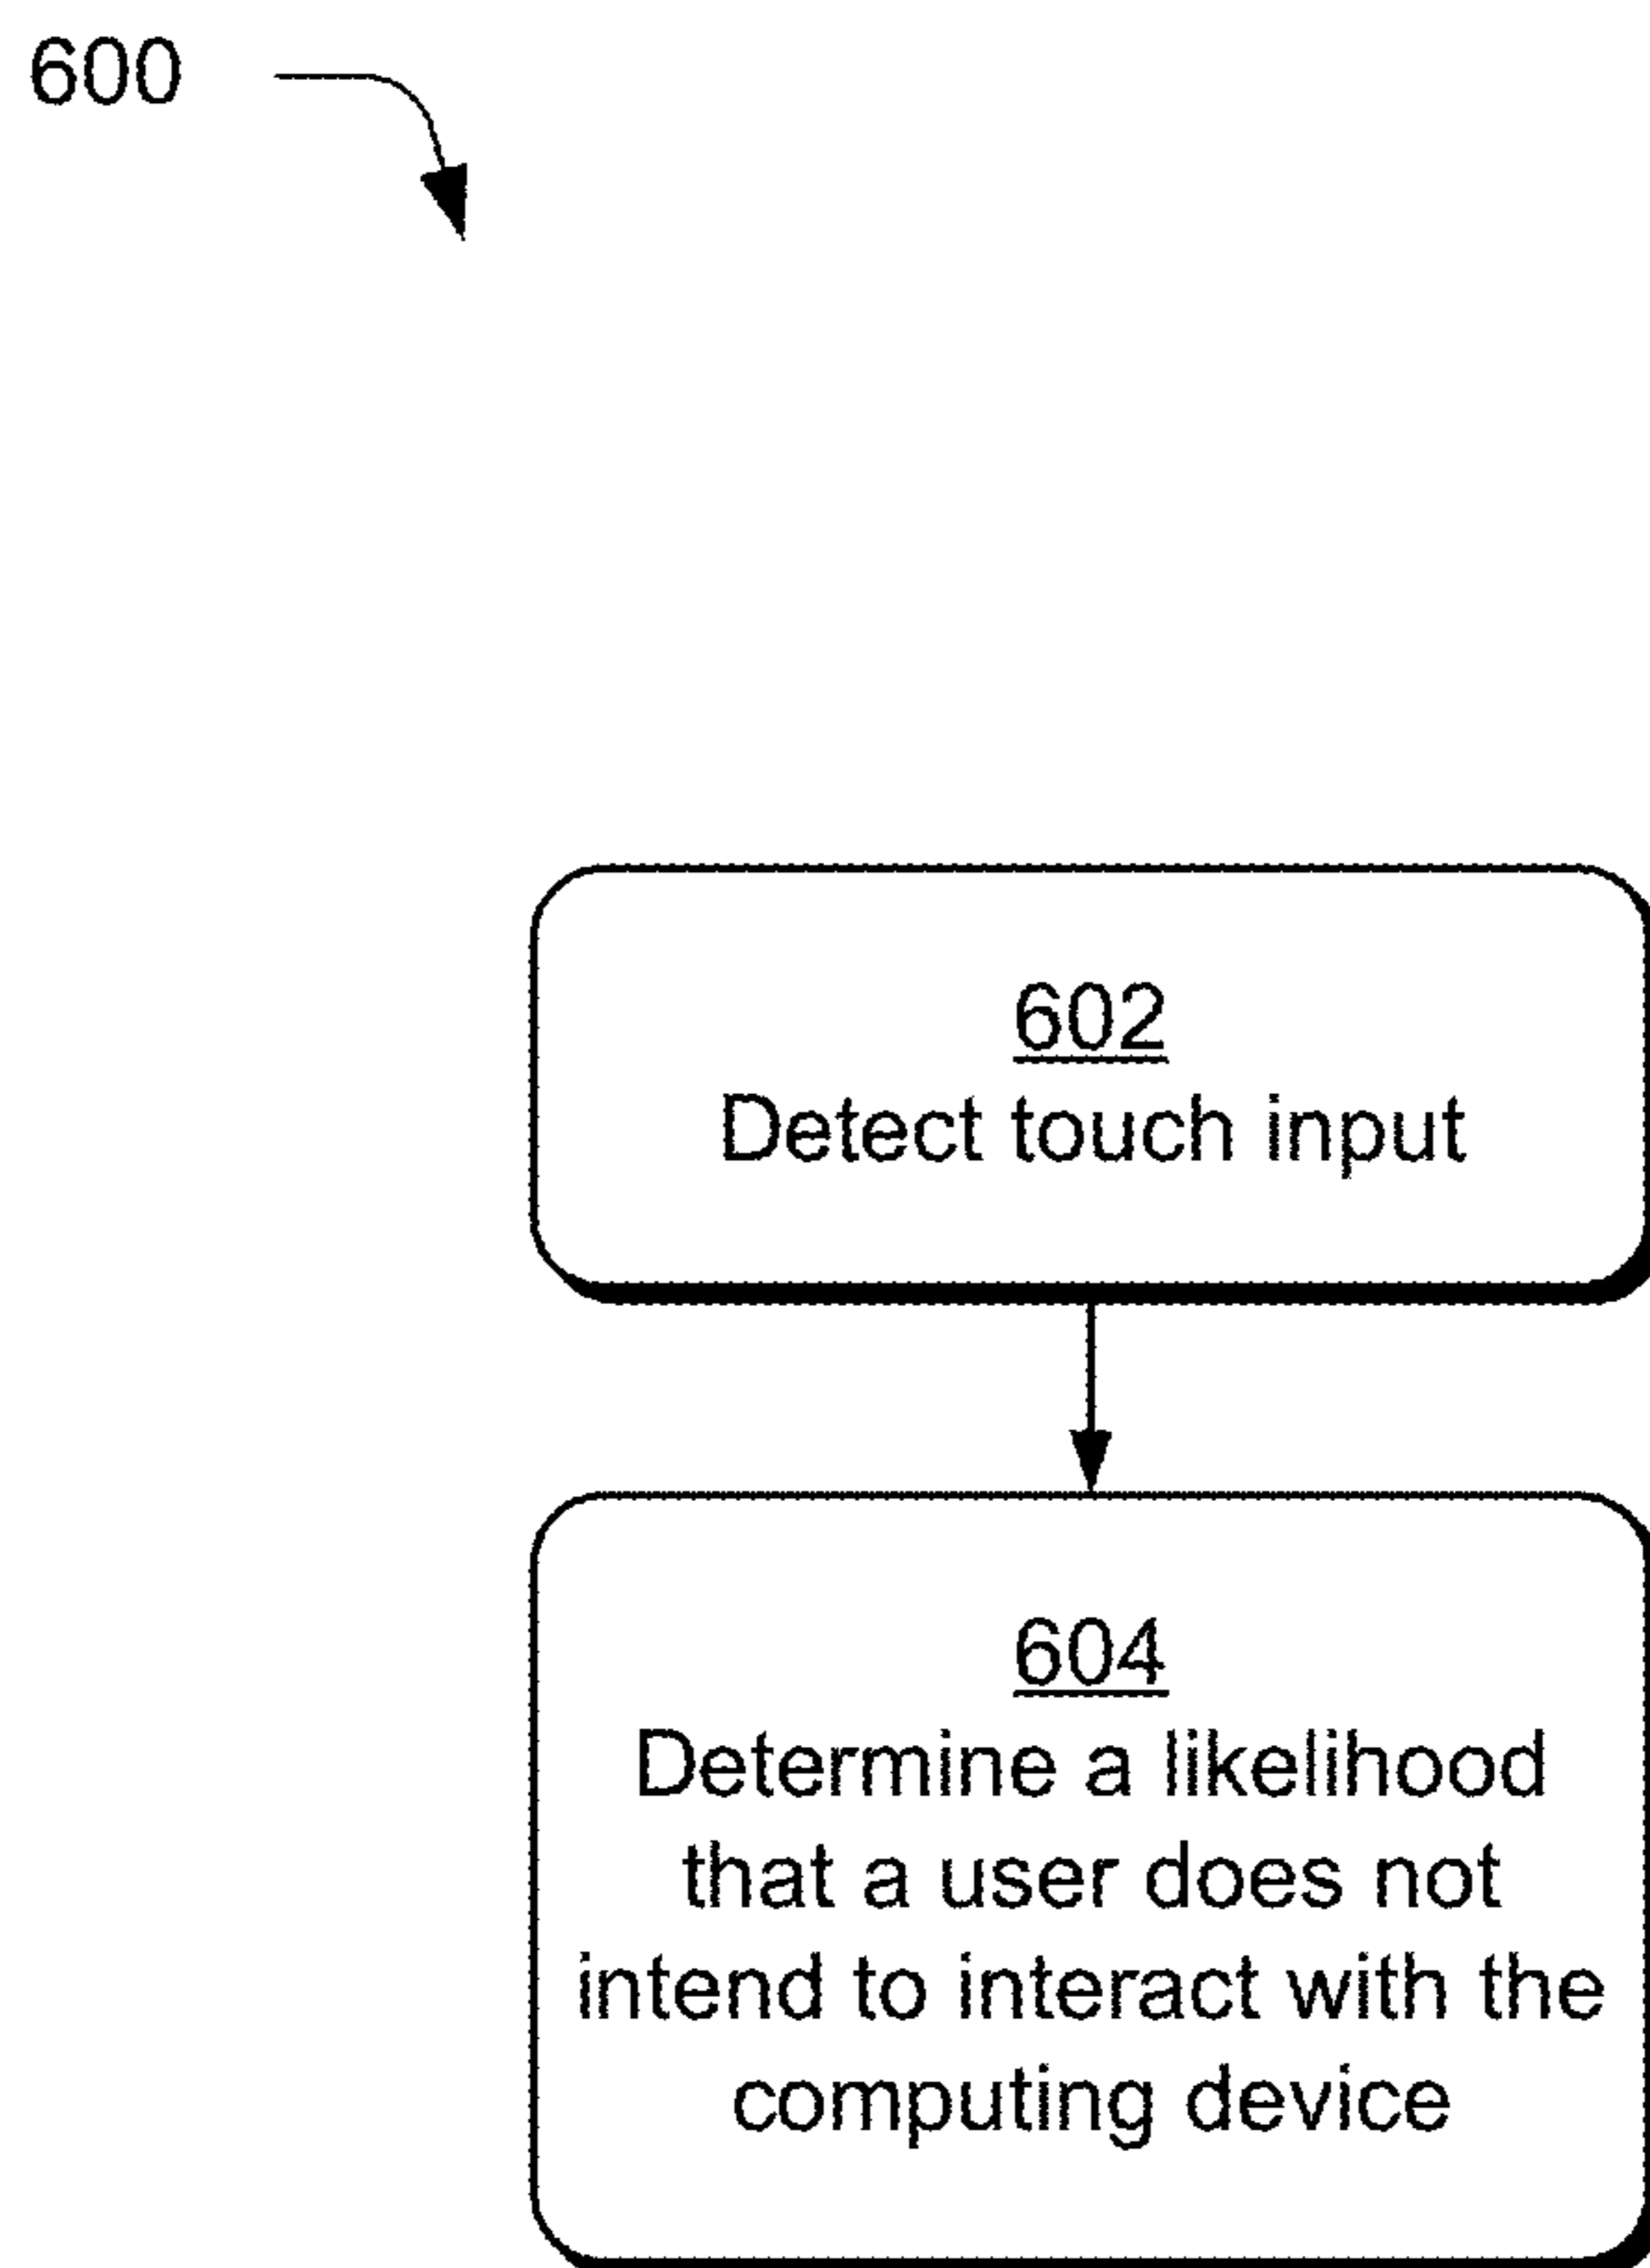 600
602
Detect touch input
604
Determine a likelihood
that a user does not
intend to interact with the
computing device